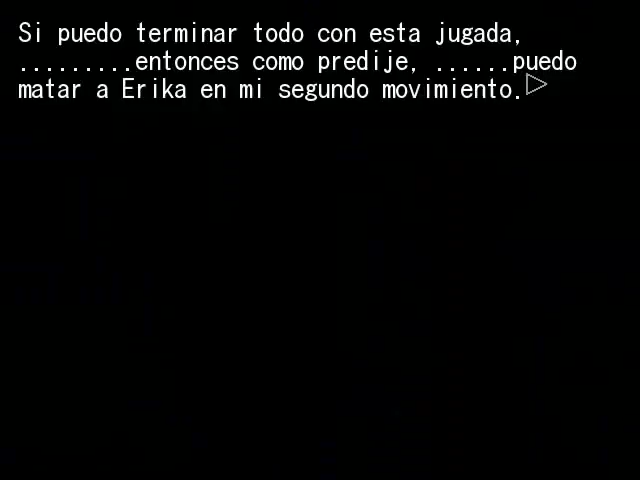 Si puedo terminar todo con esta jugada,
.........entonces como predije, ......puedo
matar a Erika en mi segundo movimiento.